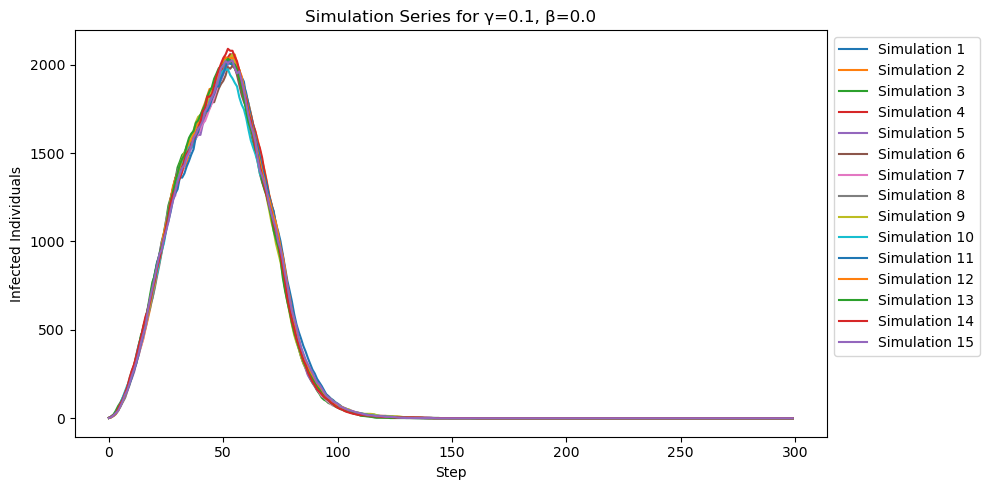 Simulation Series for γ=0.1, β=0.0
Infected Individuals
2000
1500
1000
500
0
0
50
100
150
200
250
300
Step
Simulation 1
Simulation 2
Simulation 3
Simulation 4
Simulation 5
Simulation 6
Simulation 7
Simulation 8
Simulation 9
Simulation 10
Simulation 11
Simulation 12
Simulation 13
Simulation 14
Simulation 15